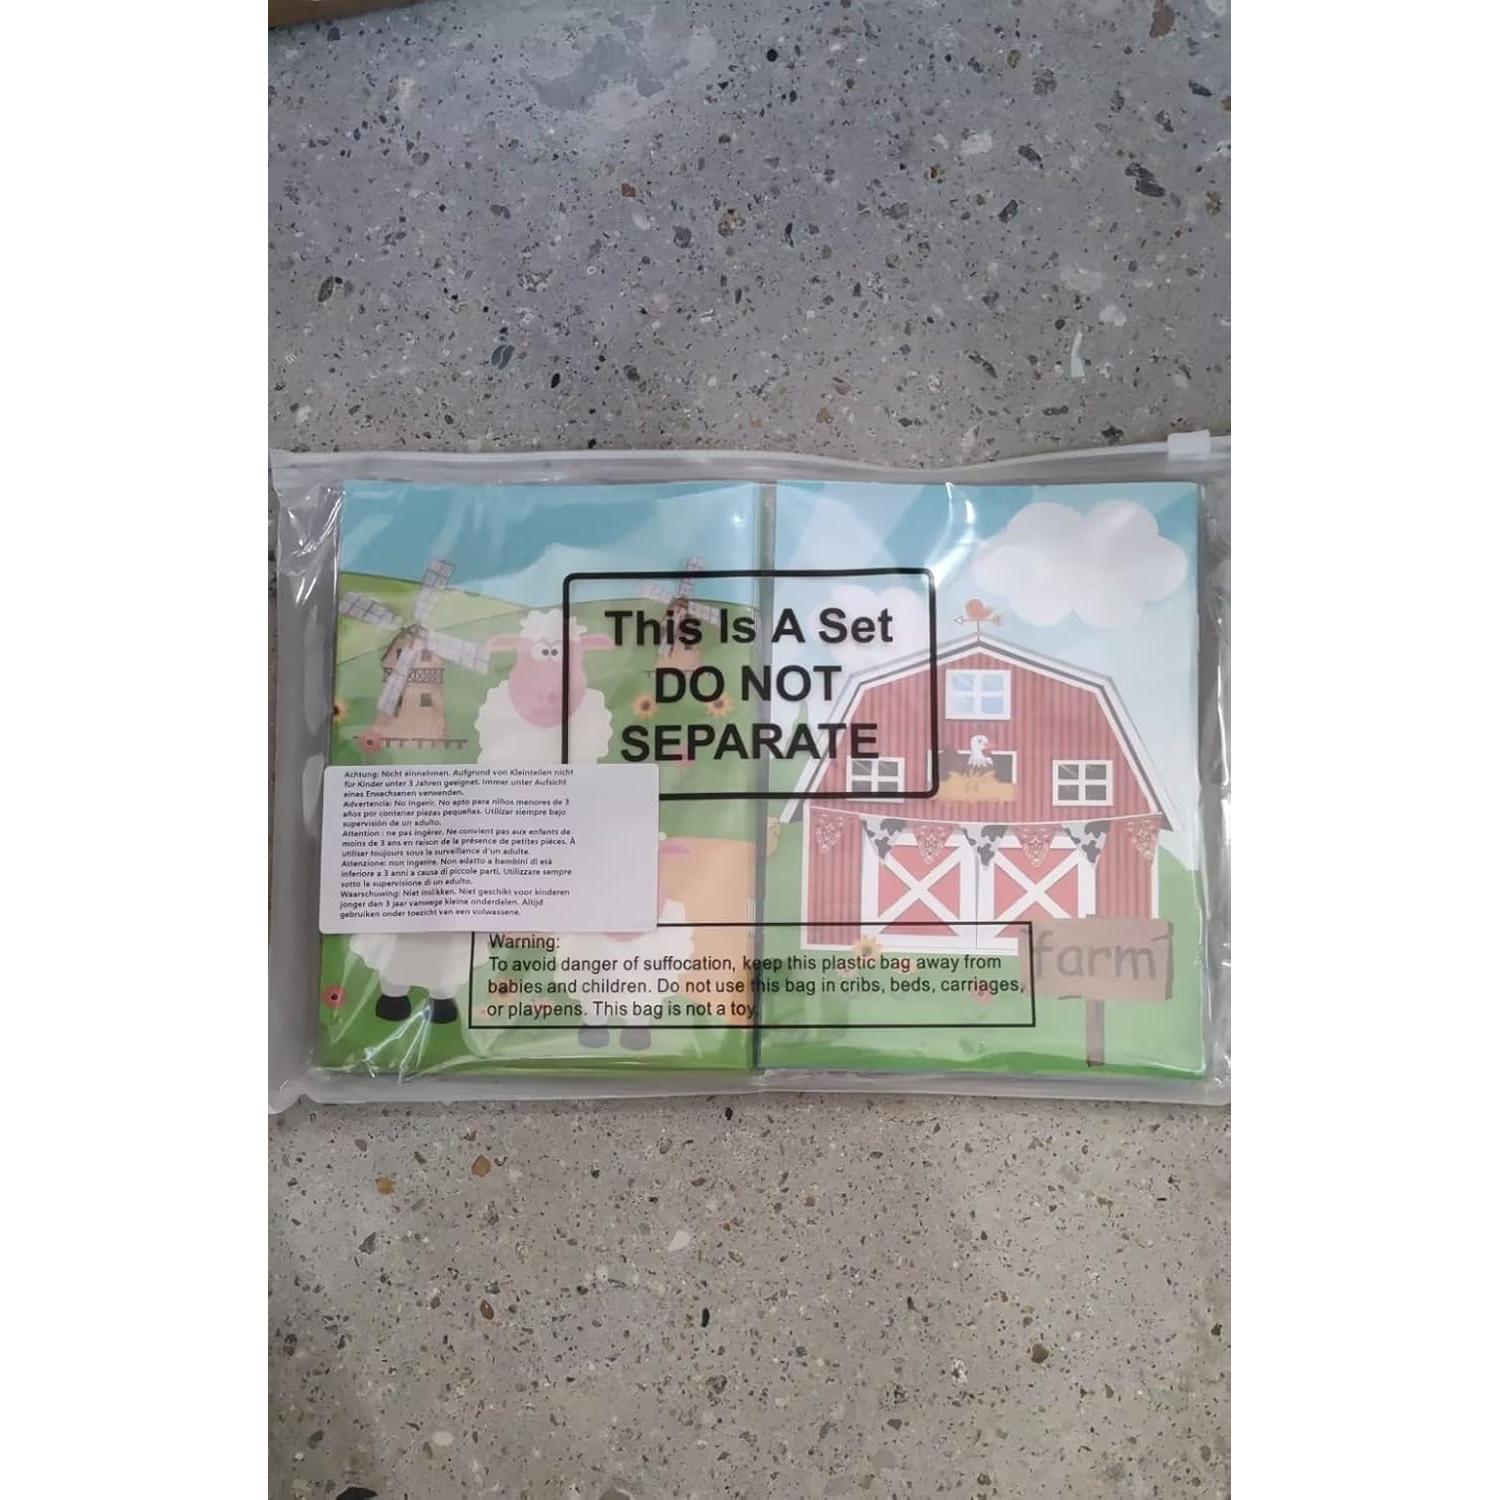 This Is A Set
DO NOT
SEPARATE
Achtung: Nicht einnehmen. Aufgrund von Kleinteilen nicht
für Kinder unter 3 Jahren geeignet. Immer unter Aufsicht
eines Erwachsenen verwenden.
Advertencia: No ingerir. No apto para niños menores de 3
años por contener piezas pequeñas. Utilizar siempre bajo
supervisión de un adulto.
Attention : ne pas ingérer. Ne convient pas aux enfants de
moins de 3 ans en raison de la présence de petites pièces. À
utiliser toujours sous la surveillance d'un adulte.
Attenzione: non ingerire. Non adatto a bambini di età
inferiore a 3 anni a causa di piccole parti. Utilizzare sempre
sotto la supervisione di un adulto.
Waarschuwing: Niet inslikken. Niet geschikt voor kinderen
jonger dan 3 jaar vanwege kleine onderdelen. Altijd
gebruiken onder toezicht van een volwassene.
farm
Warning:
To avoid danger of suffocation, keep this plastic bag away from
babies and children. Do not use this bag in cribs, beds, carriages,
or playpens. This bag is not a toy.